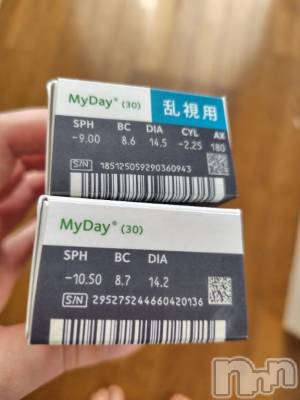 MyDay® (30) 乱視用
SPH BC DIA CYL AX
-9.00 8.6 14.5 -2.25 180
S/N 185125059290360943
MyDay® (30)
SPH BC DIA
-10.50 8.7 14.2
S/N 295275244660420136